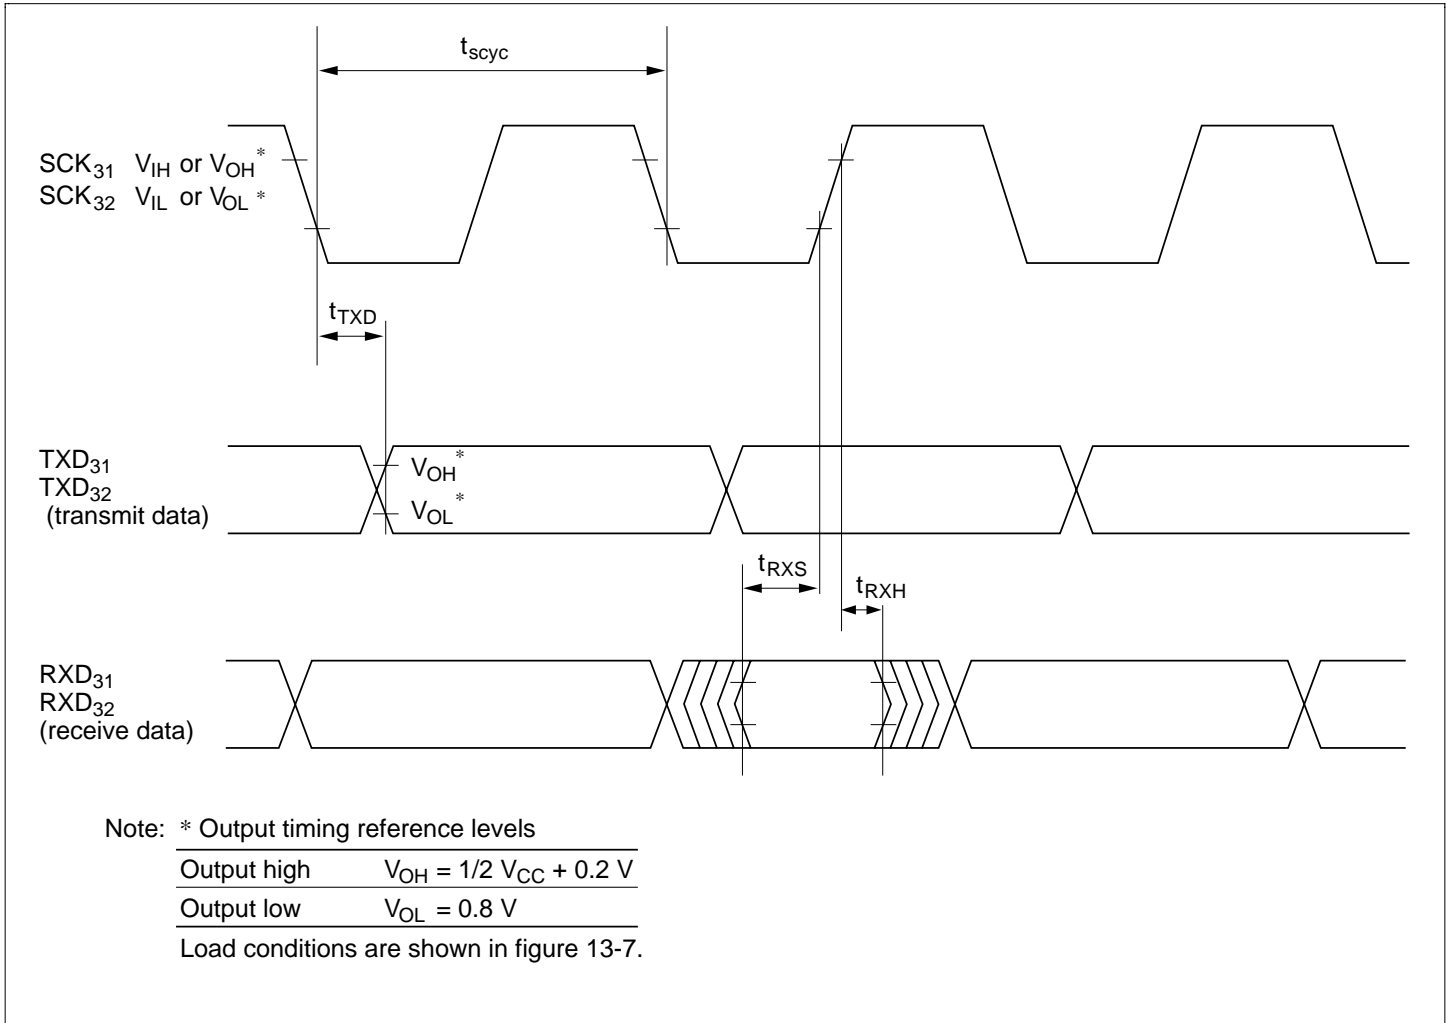 tscyc
SCK31 VIH or VOH*
SCK32 VIL or VOL*
tTXD
TXD31
TXD32
(transmit data)
VOH*
VOL*
tRXS
tRXH
RXD31
RXD32
(receive data)
Note: * Output timing reference levels
Output high VOH = 1/2 VCC + 0.2 V
Output low VOL = 0.8 V
Load conditions are shown in figure 13-7.